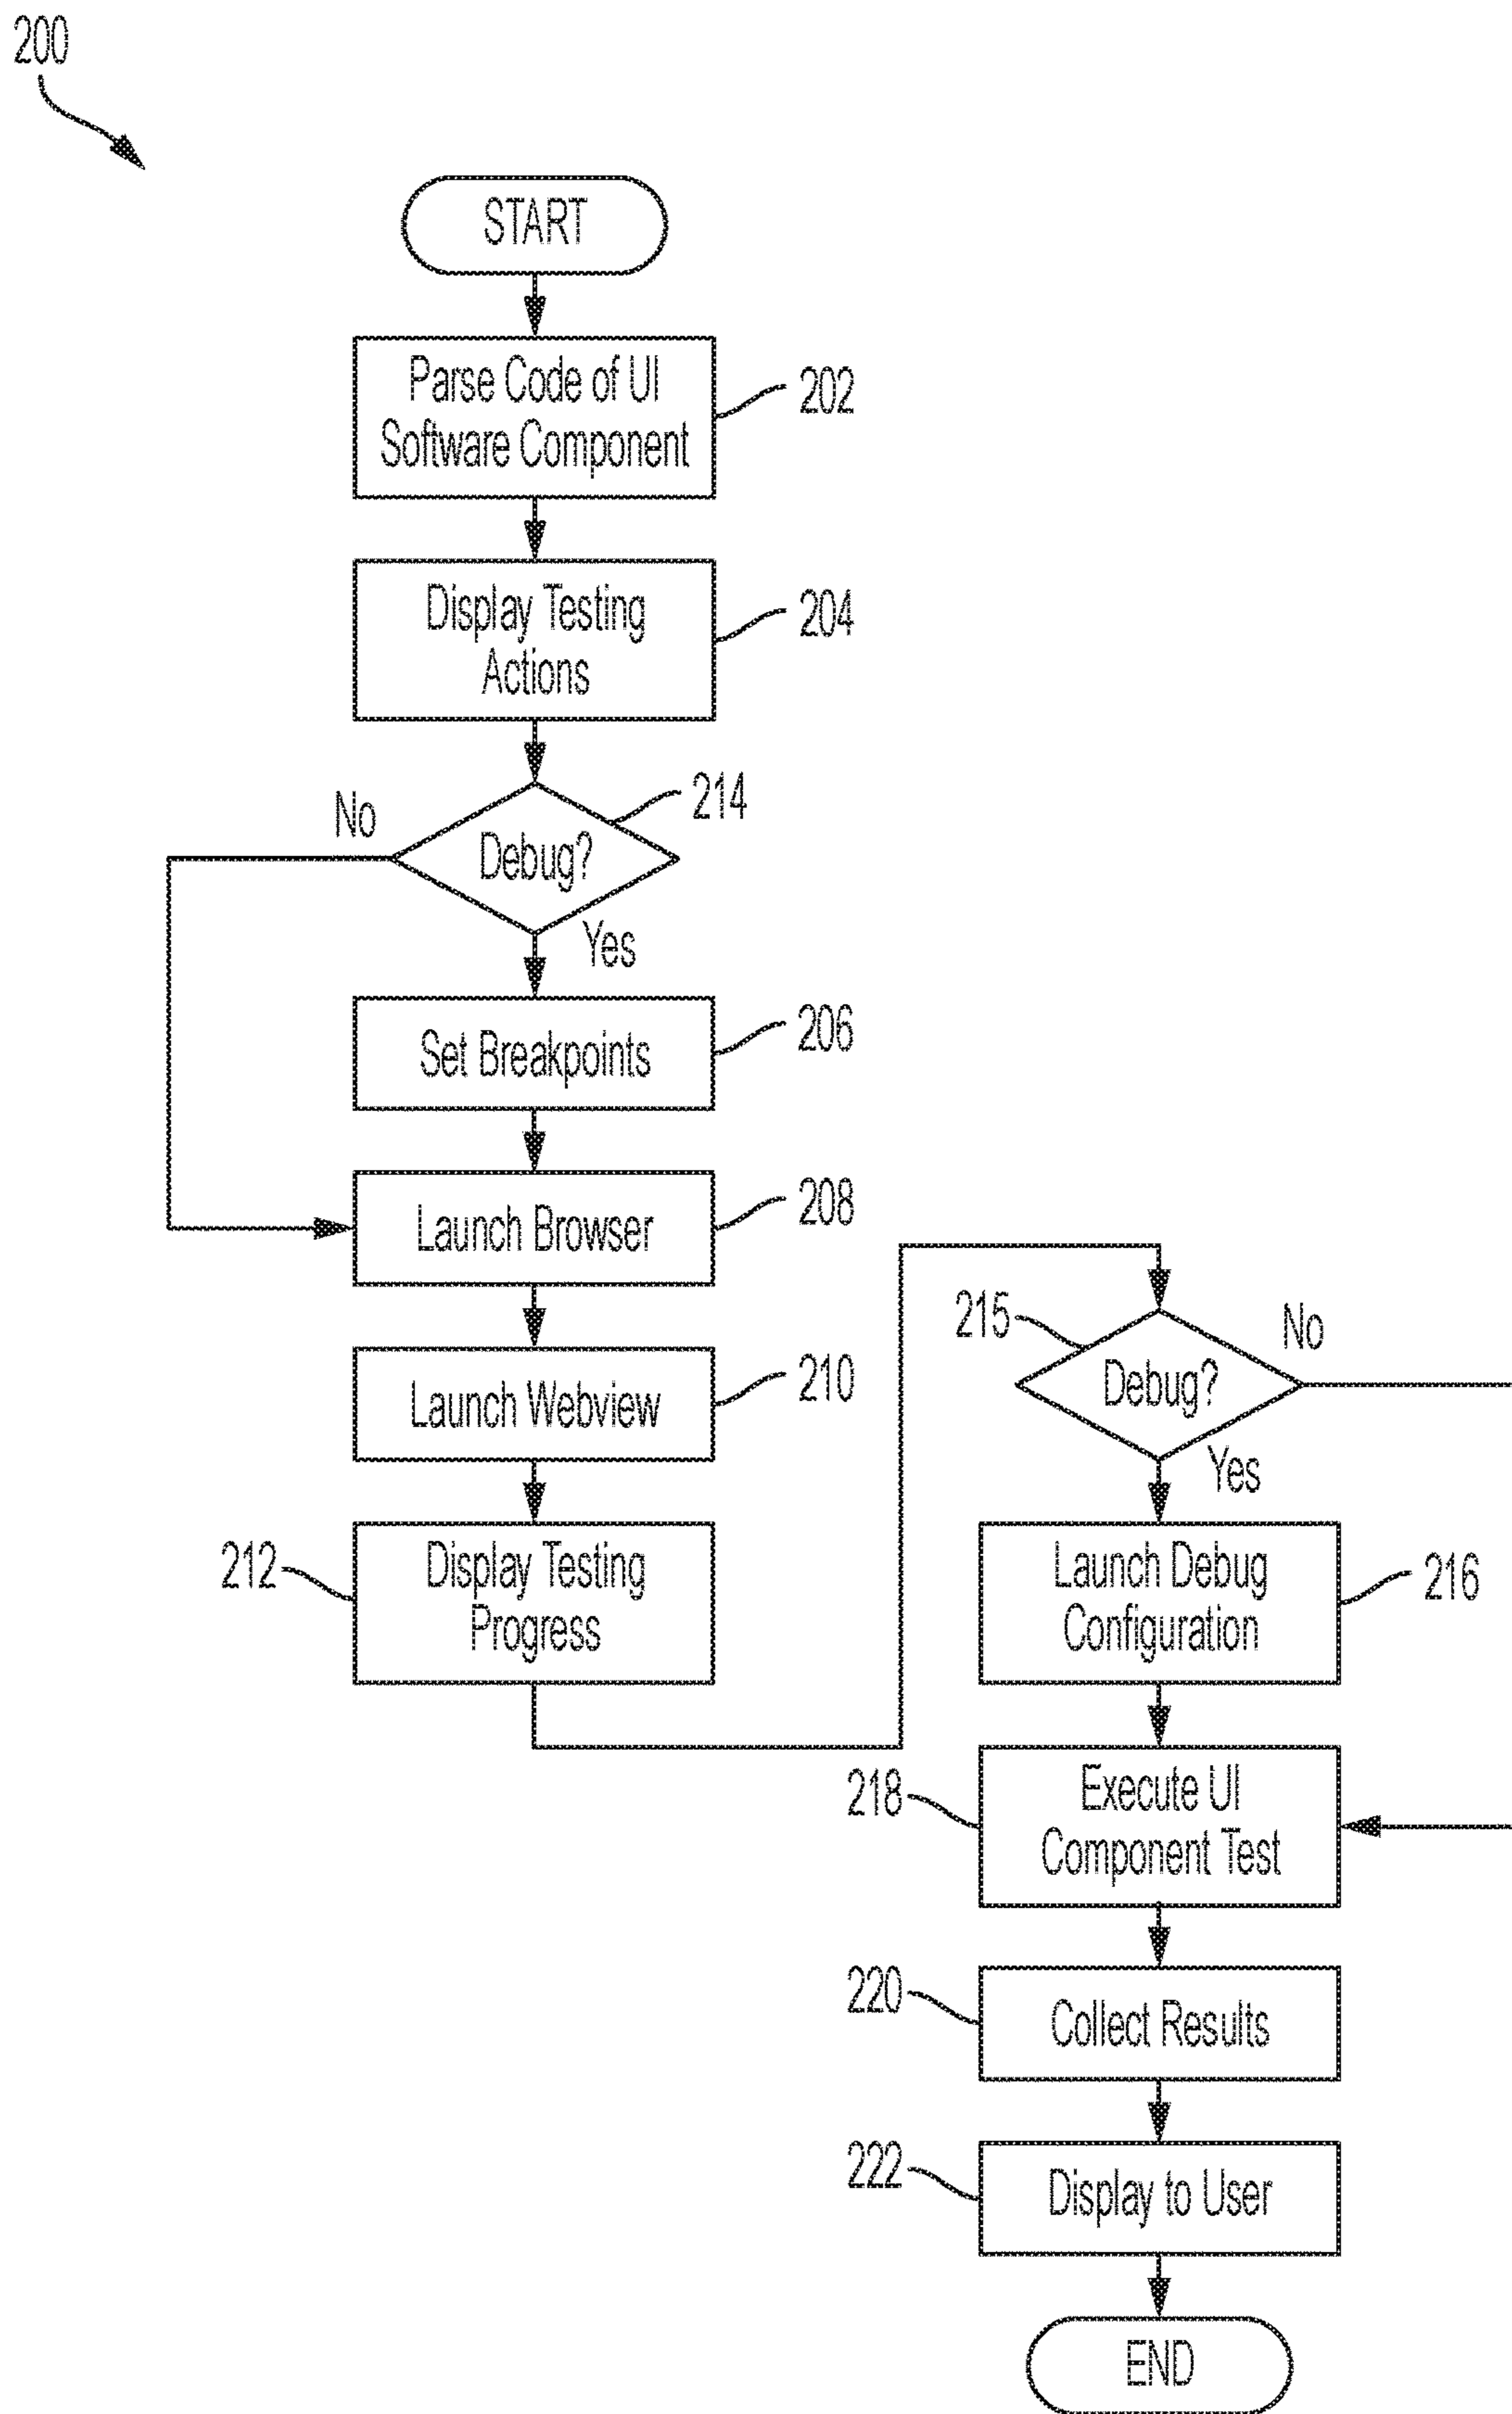 200
START
Parse Code of UI
Software Component
202
Display Testing
Actions
204
No
Debug?
214
Yes
Set Breakpoints
206
Launch Browser
208
Launch Webview
210
212
Display Testing
Progress
215
Debug?
No
Yes
Launch Debug
Configuration
216
218
Execute UI
Component Test
220
Collect Results
222
Display to User
END